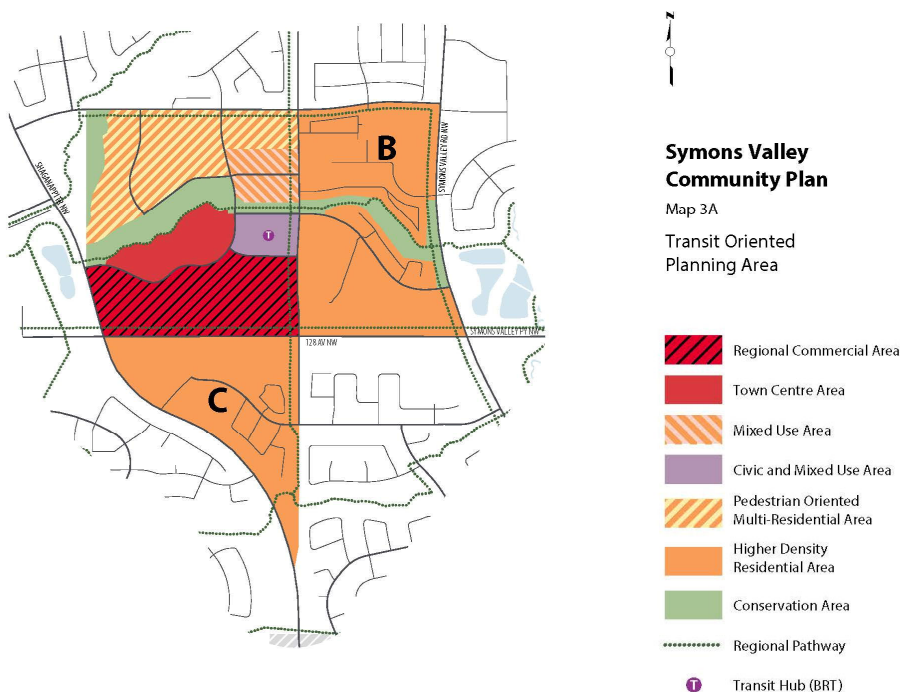 N
Symons Valley
Community Plan
Map 3A
Transit Oriented
Planning Area
B
C
T
SHAGANAPPI TR NW
SYMONS VALLEY RD NW
SYMONS VALLEY PY NW
128 AV NW
Regional Commercial Area
Town Centre Area
Mixed Use Area
Civic and Mixed Use Area
Pedestrian Oriented
Multi-Residential Area
Higher Density
Residential Area
Conservation Area
Regional Pathway
T
Transit Hub (BRT)